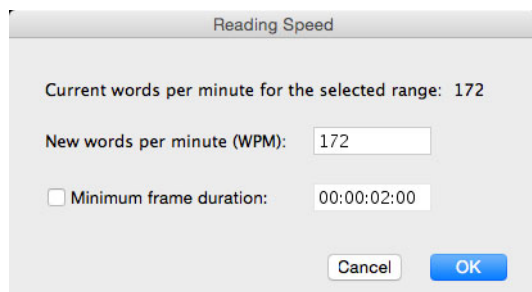 Reading Speed
Current words per minute for the selected range: 172
New words per minute (WPM): 172
Minimum frame duration: 00:00:02:00
Cancel OK